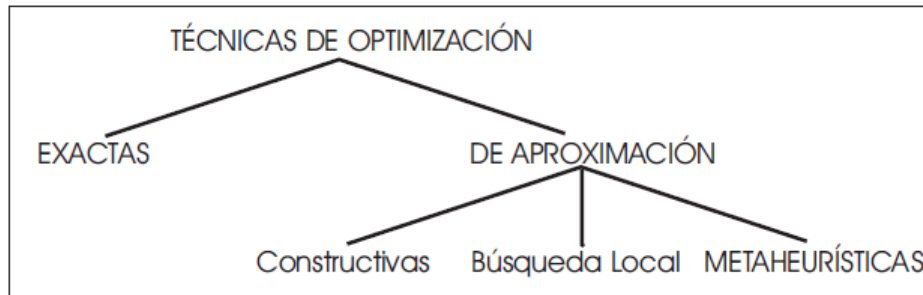 TÉCNICAS DE OPTIMIZACIÓN
EXACTAS DE APROXIMACIÓN
Constructivas Búsqueda Local METAHEURÍSTICAS